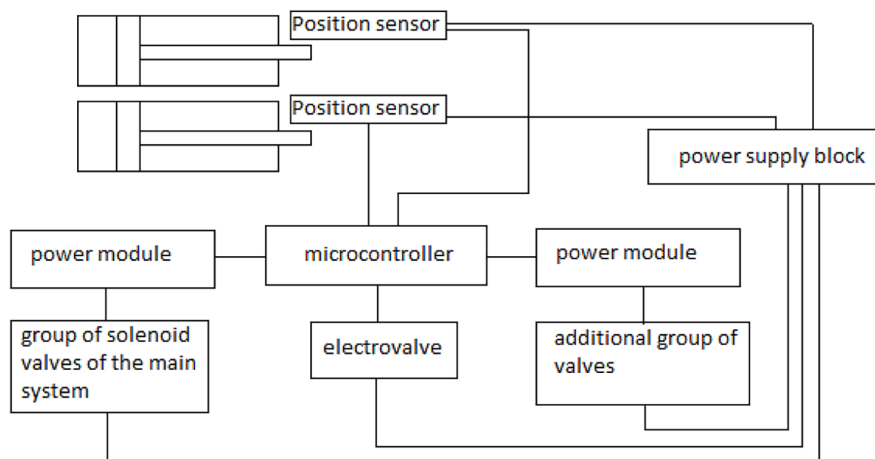 Position sensor
Position sensor
power supply block
power module
microcontroller
power module
group of solenoid
valves of the main
system
electrovalve
additional group of
valves